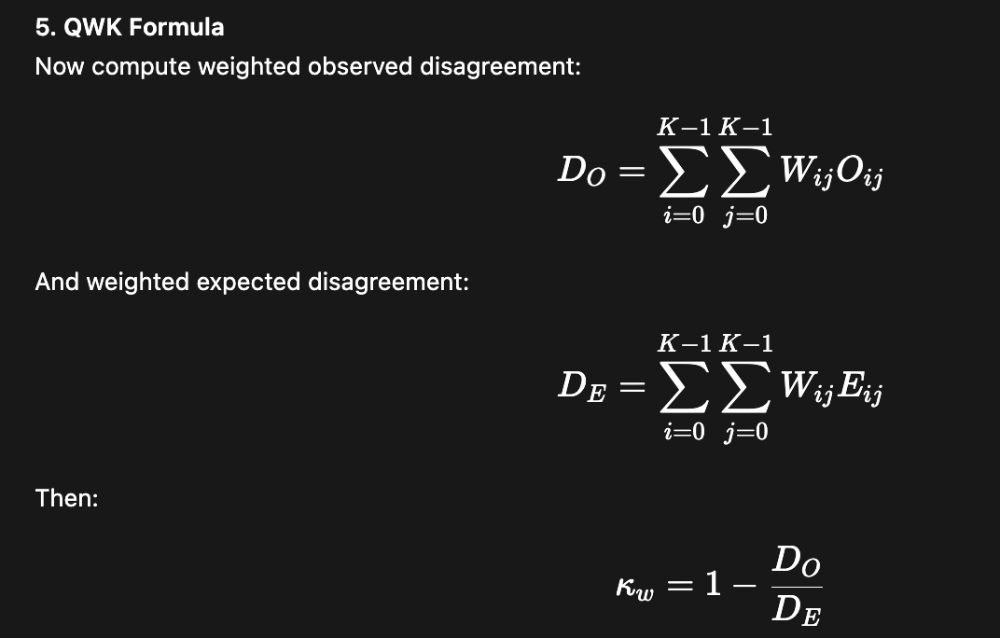 5. QWK Formula
Now compute weighted observed disagreement:
$D_O = \sum_{i=0}^{K-1} \sum_{j=0}^{K-1} W_{ij} O_{ij}$
And weighted expected disagreement:
$D_E = \sum_{i=0}^{K-1} \sum_{j=0}^{K-1} W_{ij} E_{ij}$
Then:
$\kappa_w = 1 - \frac{D_O}{D_E}$